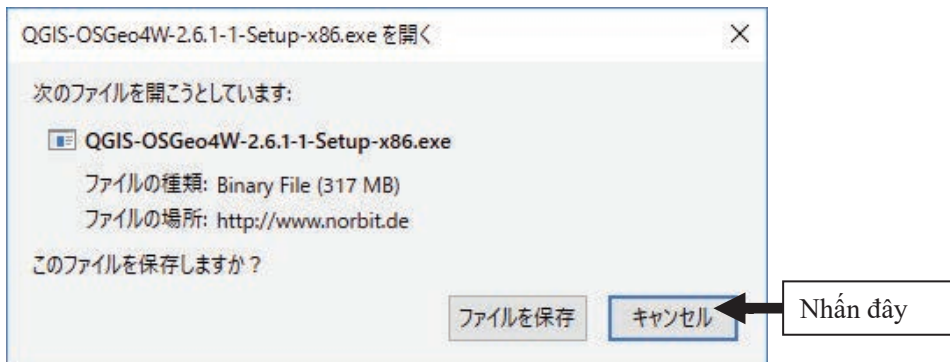 QGIS-OSGeo4W-2.6.1-1-Setup-x86.exe を開く
次のファイルを開こうとしています:
QGIS-OSGeo4W-2.6.1-1-Setup-x86.exe
ファイルの種類: Binary File (317 MB)
ファイルの場所: http://www.norbit.de
このファイルを保存しますか？
ファイルを保存 キャンセル Nhấn đây